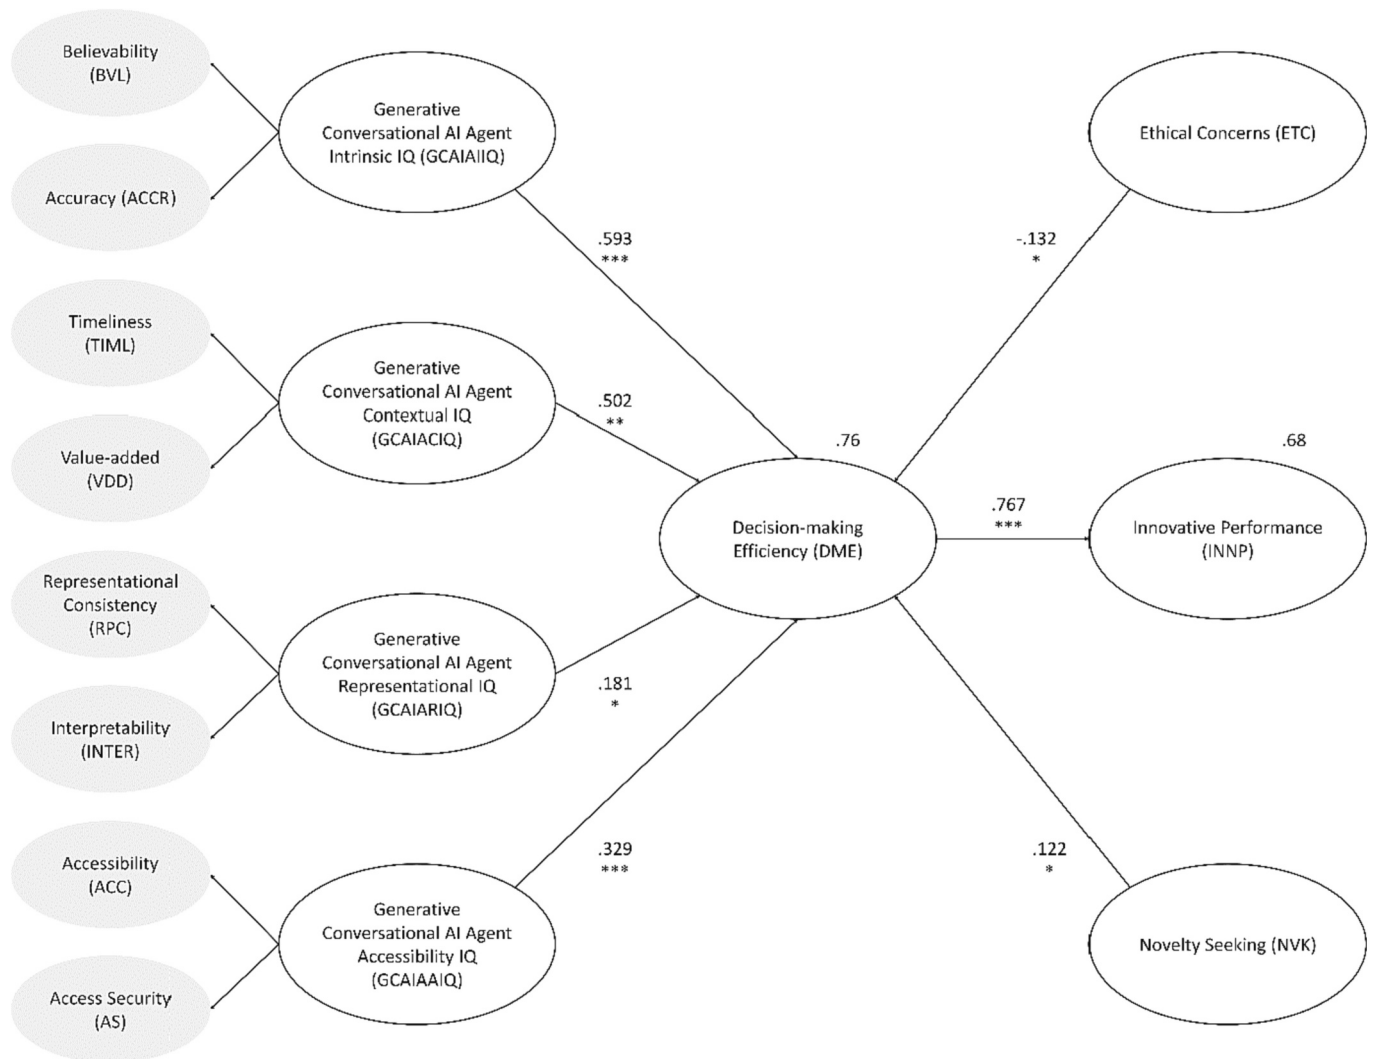 Believability
(BVL)
Accuracy (ACCR)
Timeliness
(TIML)
Value-added
(VDD)
Representational
Consistency
(RPC)
Interpretability
(INTER)
Accessibility
(ACC)
Access Security
(AS)
Generative
Conversational AI Agent
Intrinsic IQ (GCAIAIIQ)
Generative
Conversational AI Agent
Contextual IQ
(GCAIACIQ)
Generative
Conversational AI Agent
Representational IQ
(GCAIARIQ)
Generative
Conversational AI Agent
Accessibility IQ
(GCAIAAIQ)
.593
***
.502
**
.181
*
.329
***
.76
Decision-making
Efficiency (DME)
-.132
*
.767
***
.122
*
Ethical Concerns (ETC)
.68
Innovative Performance
(INNP)
Novelty Seeking (NVK)